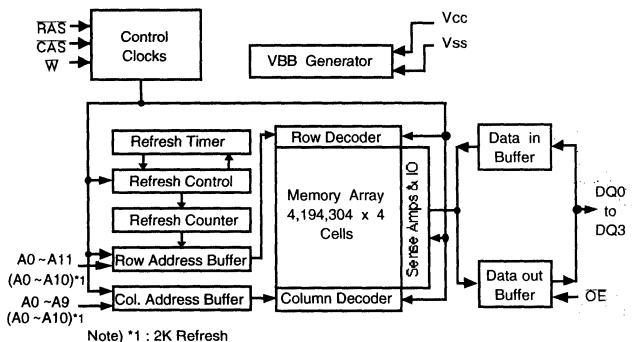 RAS
CAS
W
Control
Clocks
Vcc
Vss
VBB Generator
Refresh Timer
Refresh Control
Refresh Counter
Row Address Buffer
Col. Address Buffer
A0 ~A11
(A0 ~A10)*1
A0 ~A9
(A0 ~A10)*1
Row Decoder
Memory Array
4,194,304 x 4
Cells
Column Decoder
Sense Amps & IO
Data in
Buffer
Data out
Buffer
DQ0
to
DQ3
OE
Note) *1 : 2K Refresh